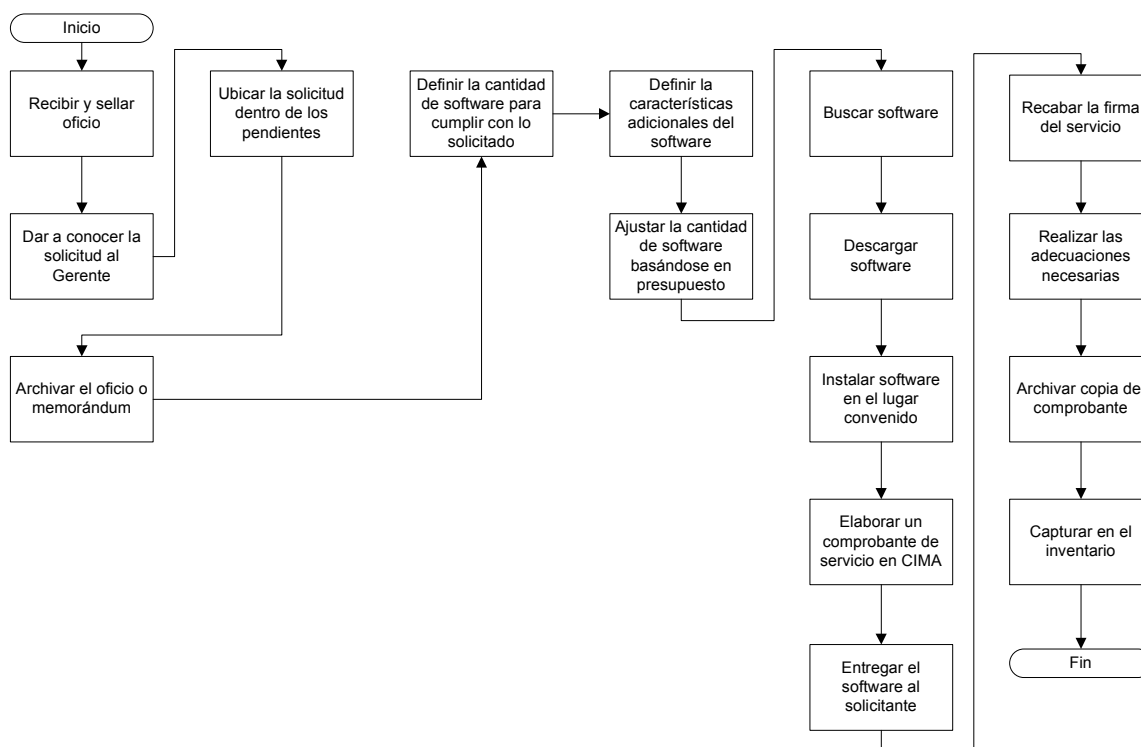 Inicio
Recibir y sellar
oficio
Dar a conocer la
solicitud al
Gerente
Ubicar la solicitud
dentro de los
pendientes
Archivar el oficio o
memorándum
Definir la cantidad
de software para
cumplir con lo
solicitado
Definir la
características
adicionales del
software
Ajustar la cantidad
de software
basándose en
presupuesto
Buscar software
Descargar
software
Instalar software
en el lugar
convenido
Elaborar un
comprobante de
servicio en CIMA
Entregar el
software al
solicitante
Recabar la firma
del servicio
Realizar las
adecuaciones
necesarias
Archivar copia de
comprobante
Capturar en el
inventario
Fin